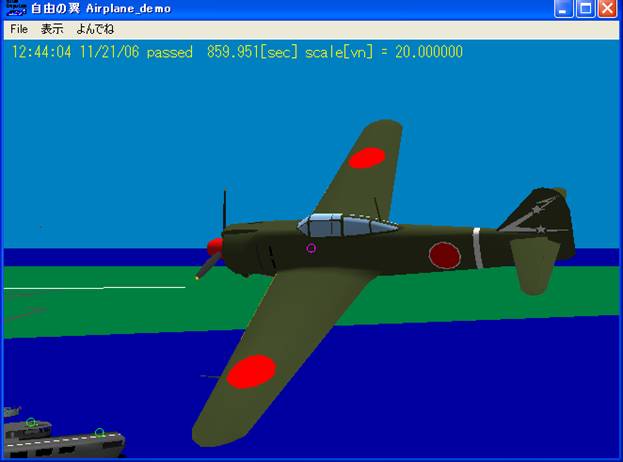 自由の翼 Airplane_demo
File 表示 よんでね
12:44:04 11/21/06 passed 859.951[sec] scale[vn] = 20.000000